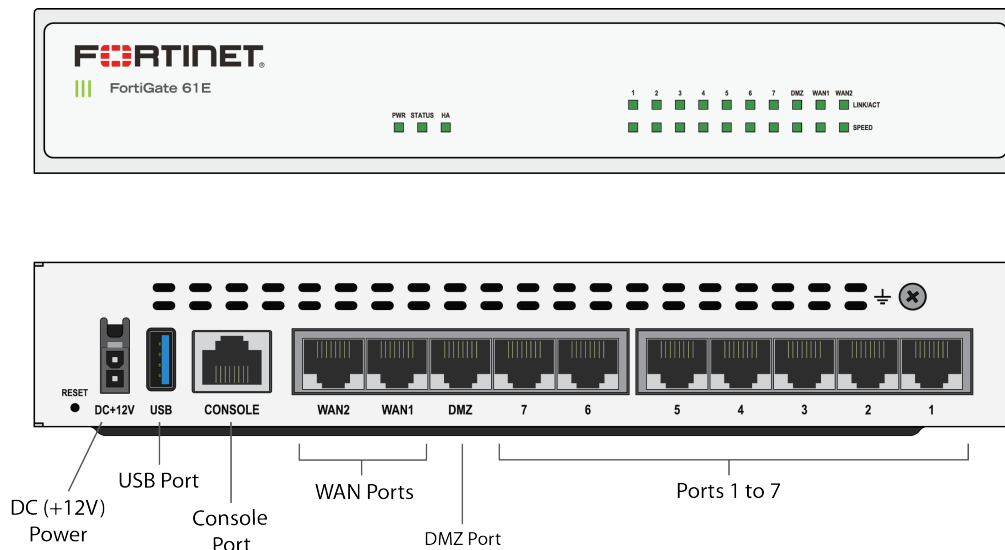 FORTINET®
FortiGate 61E
PWR STATUS HA
1 2 3 4 5 6 7 DMZ WAN1 WAN2
LINK/ACT
SPEED
RESET
DC+12V USB CONSOLE WAN2 WAN1 DMZ 7 6 5 4 3 2 1
DC (+12V)
Power
USB Port
Console
Port
WAN Ports
DMZ Port
Ports 1 to 7